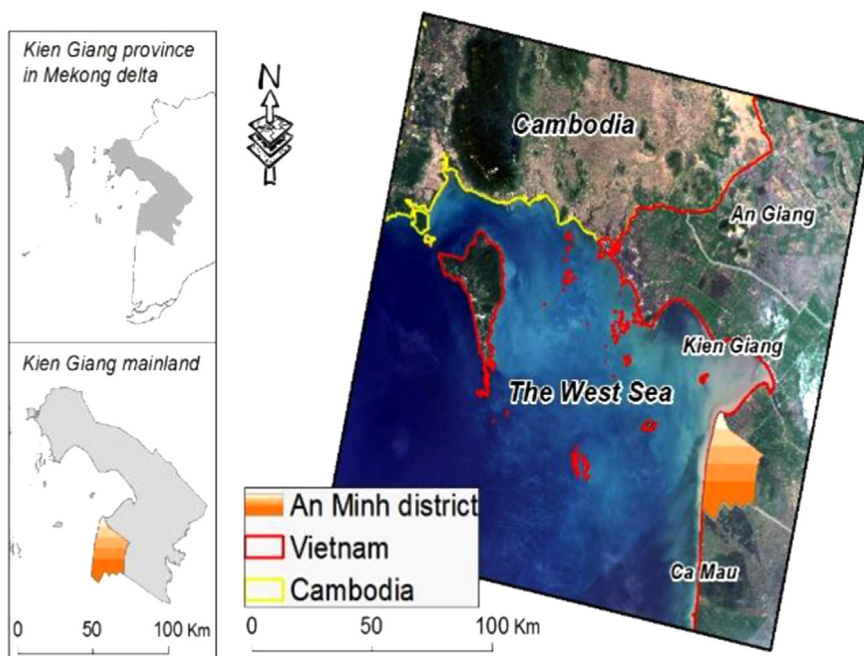 Kien Giang province
in Mekong delta
N
Kien Giang mainland
0 50 100 Km
Cambodia
An Giang
Kien Giang
The West Sea
Ca Mau
An Minh district
Vietnam
Cambodia
0 50 100 Km